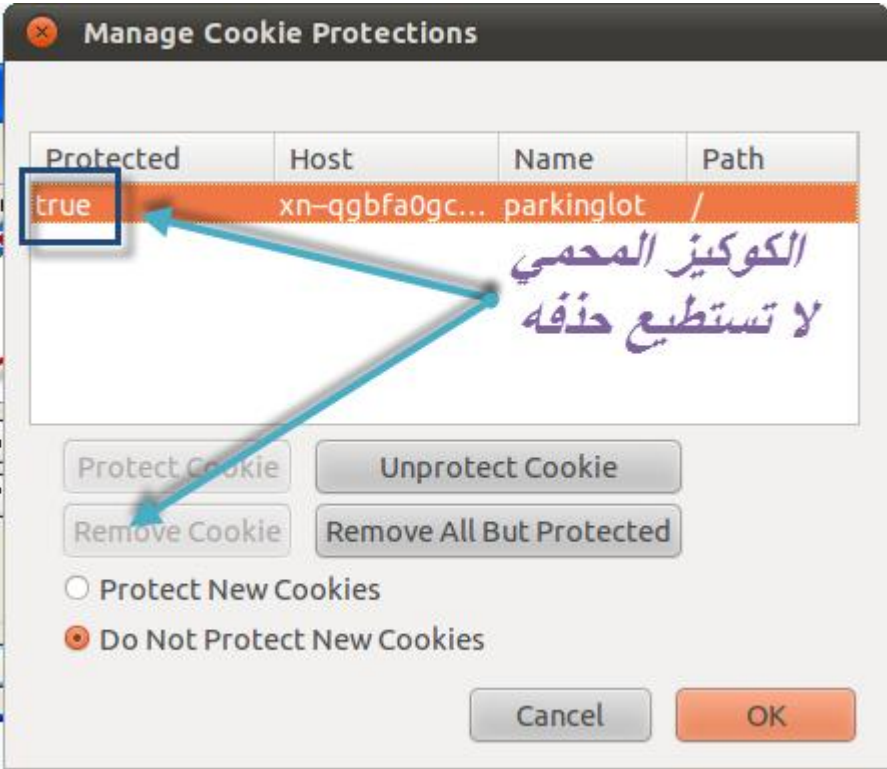 Manage Cookie Protections
Protected Host Name Path
true xn–qgbfa0gc... parkinglot /
الكوكيز المحمي
لا تستطيع حذفه
Protect Cookie Unprotect Cookie
Remove Cookie Remove All But Protected
Protect New Cookies
Do Not Protect New Cookies
Cancel OK